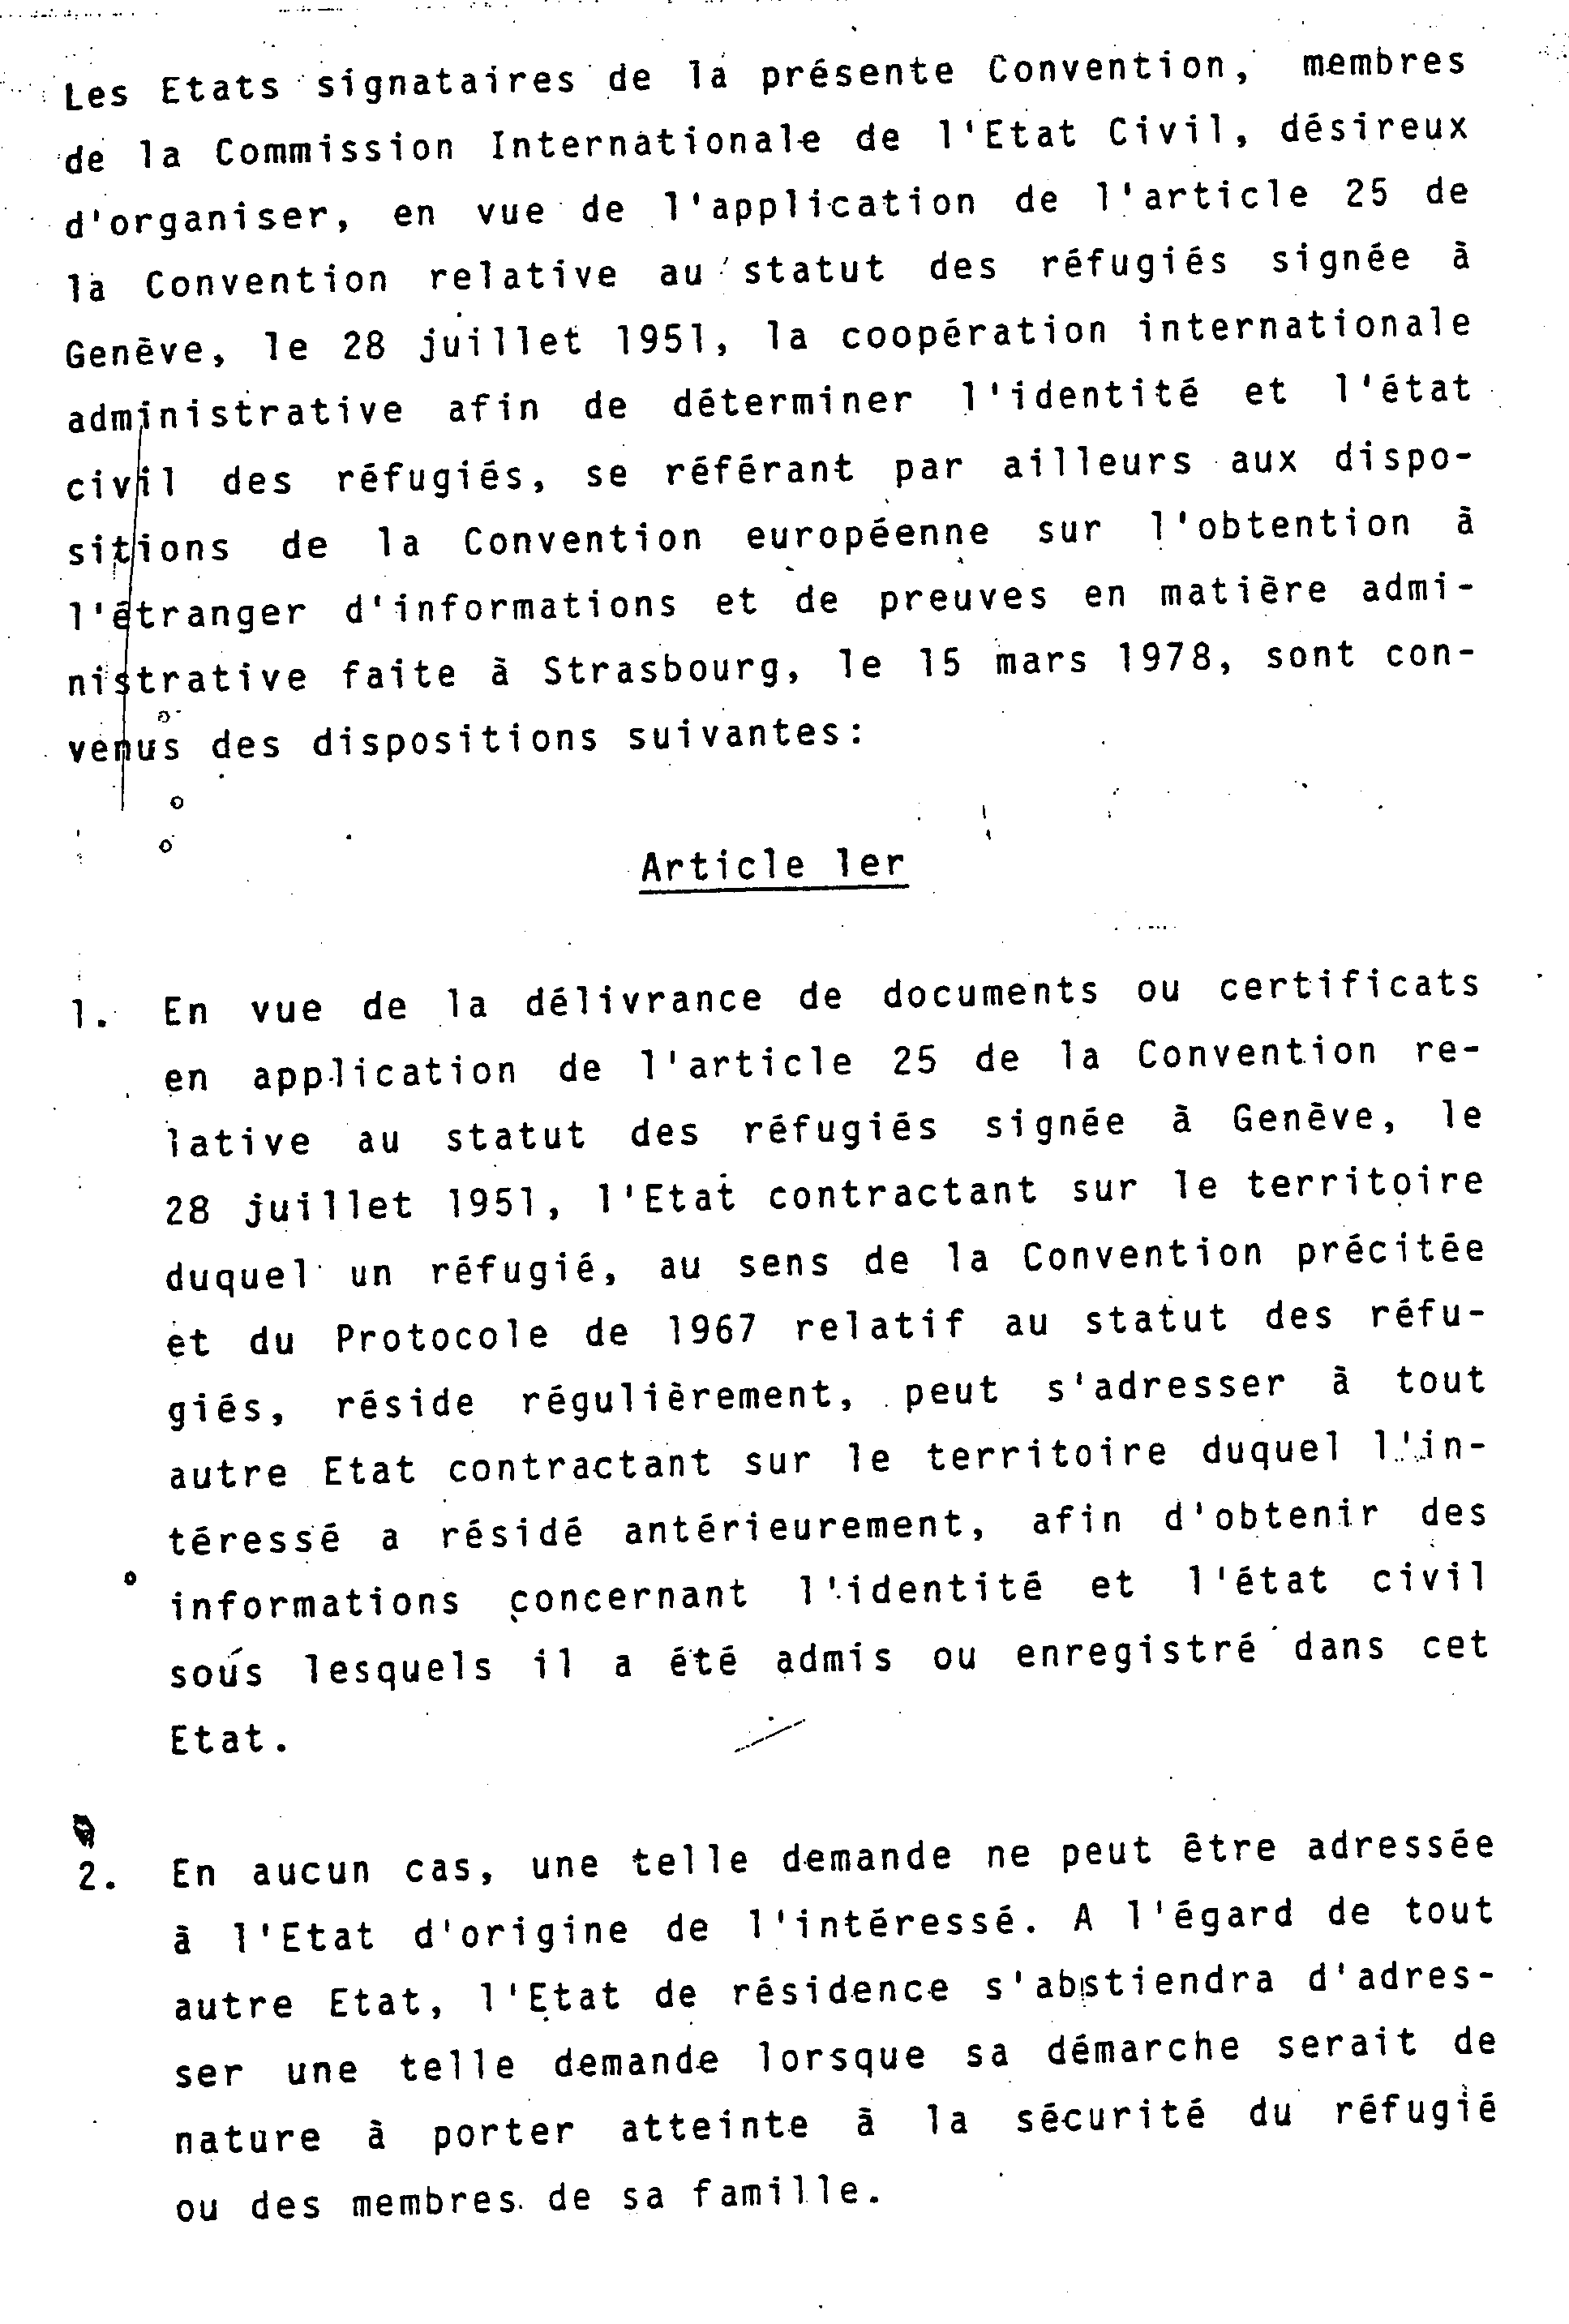 Les Etats signataires de la présente Convention, membres
de la Commission Internationale de l'Etat Civil, désireux
d'organiser, en vue de l'application de l'article 25 de
la Convention relative au statut des réfugiés signée à
Genève, le 28 juillet 1951, la coopération internationale
administrative afin de déterminer l'identité et l'état
civil des réfugiés, se référant par ailleurs aux dispo-
sitions de la Convention européenne sur l'obtention à
l'étranger d'informations et de preuves en matière admi-
nistrative faite à Strasbourg, le 15 mars 1978, sont con-
venus des dispositions suivantes:
Article 1er
1. En vue de la délivrance de documents ou certificats
en application de l'article 25 de la Convention re-
lative au statut des réfugiés signée à Genève, le
28 juillet 1951, l'Etat contractant sur le territoire
duquel un réfugié, au sens de la Convention précitée
et du Protocole de 1967 relatif au statut des réfu-
giés, réside régulièrement, peut s'adresser à tout
autre Etat contractant sur le territoire duquel l'in-
téressé a résidé antérieurement, afin d'obtenir des
informations concernant l'identité et l'état civil
sous lesquels il a été admis ou enregistré dans cet
Etat.
2. En aucun cas, une telle demande ne peut être adressée
à l'Etat d'origine de l'intéressé. A l'égard de tout
autre Etat, l'Etat de résidence s'abstiendra d'adres-
ser une telle demande lorsque sa démarche serait de
nature à porter atteinte à la sécurité du réfugié
ou des membres de sa famille.